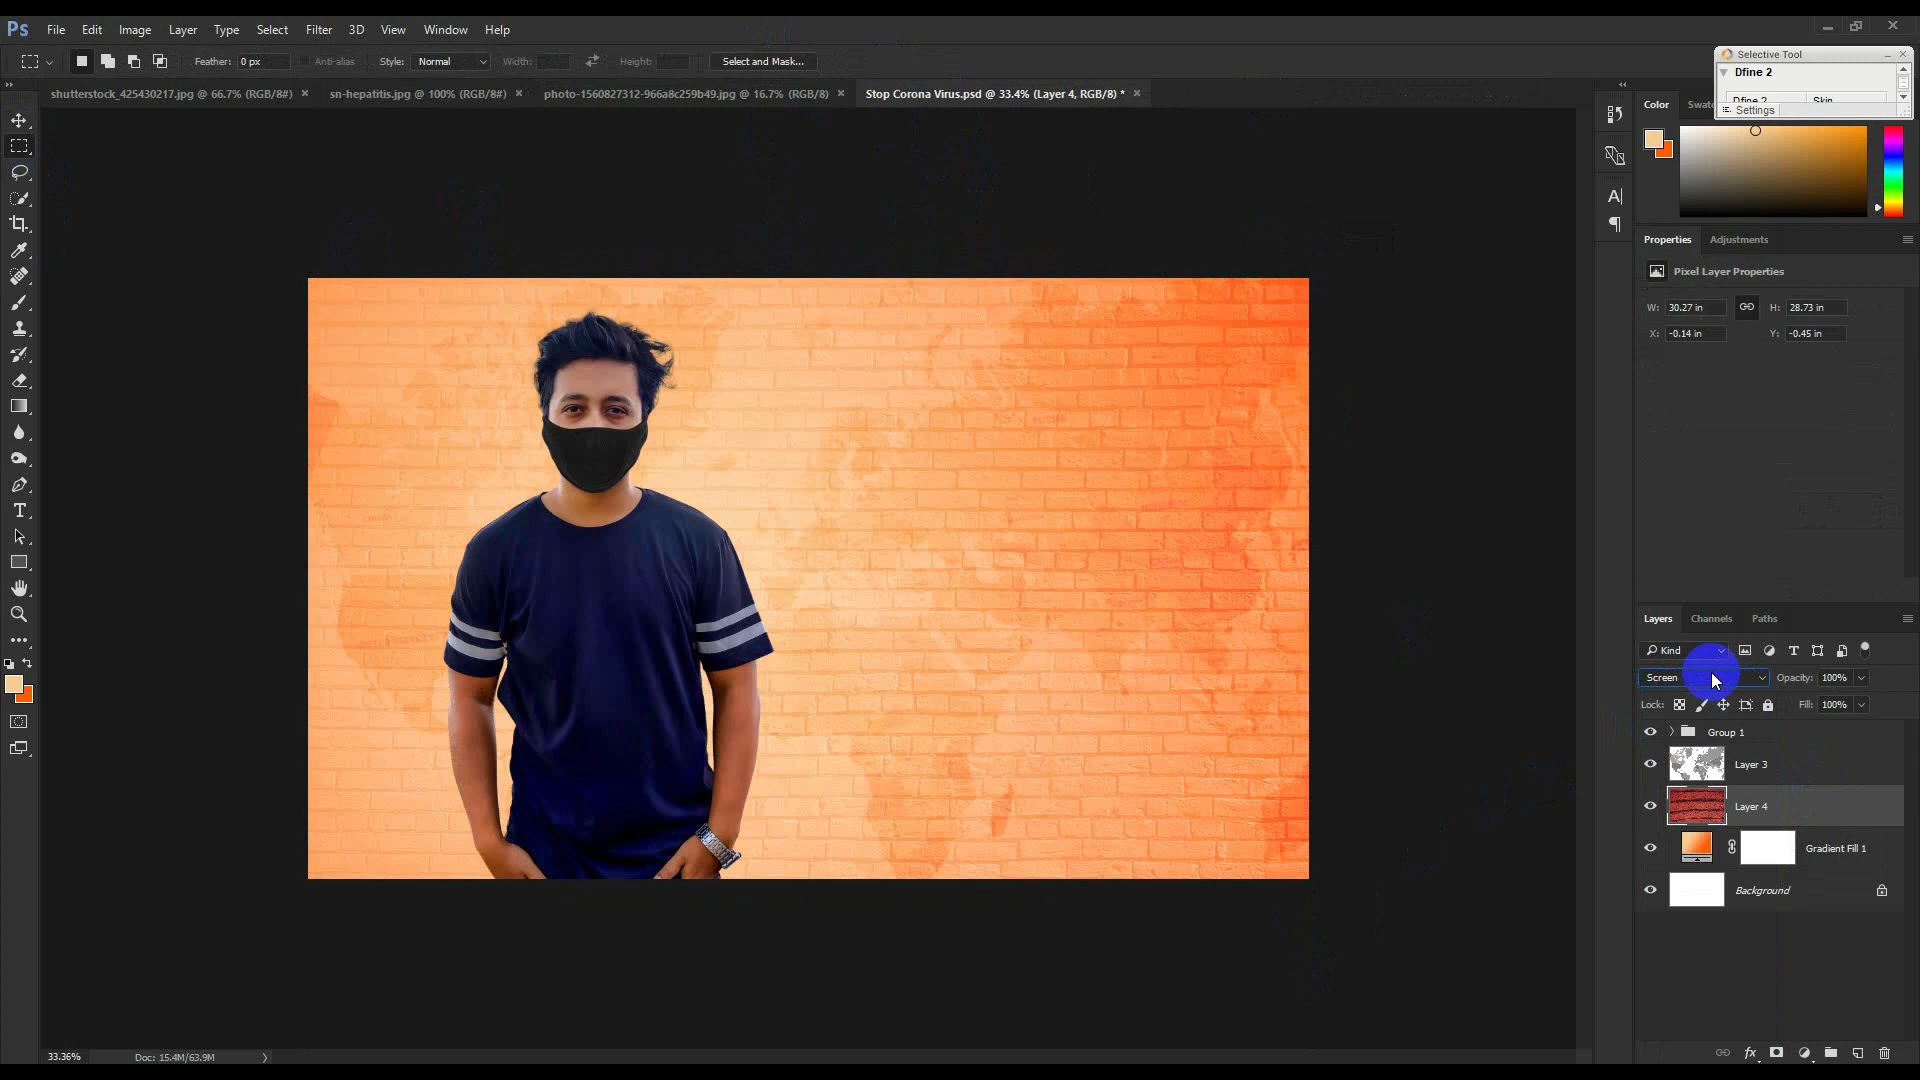 Ps File Edit Image Layer Type Select Filter 3D View Window Help
Feather: 0 px Anti-alias Style: Normal Width: Height: Select and Mask...
Selective Tool
Dfine 2
Dfine 2 Skin
Settings
shutterstock_425430217.jpg @ 66.7% (RGB/8#) × sn-hepatitis.jpg @ 100% (RGB/8#) × photo-1560827312-966a8c259b49.jpg @ 16.7% (RGB/8) × Stop Corona Virus.psd @ 33.4% (Layer 4, RGB/8) * ×
Color Swatc
Properties Adjustments
Pixel Layer Properties
W: 30.27 in H: 28.73 in
X: -0.14 in Y: -0.45 in
Layers Channels Paths
Kind
Screen Opacity: 100%
Lock: Fill: 100%
Group 1
Layer 3
Layer 4
Gradient Fill 1
Background
33.36% Doc: 15.4M/63.9M
fx